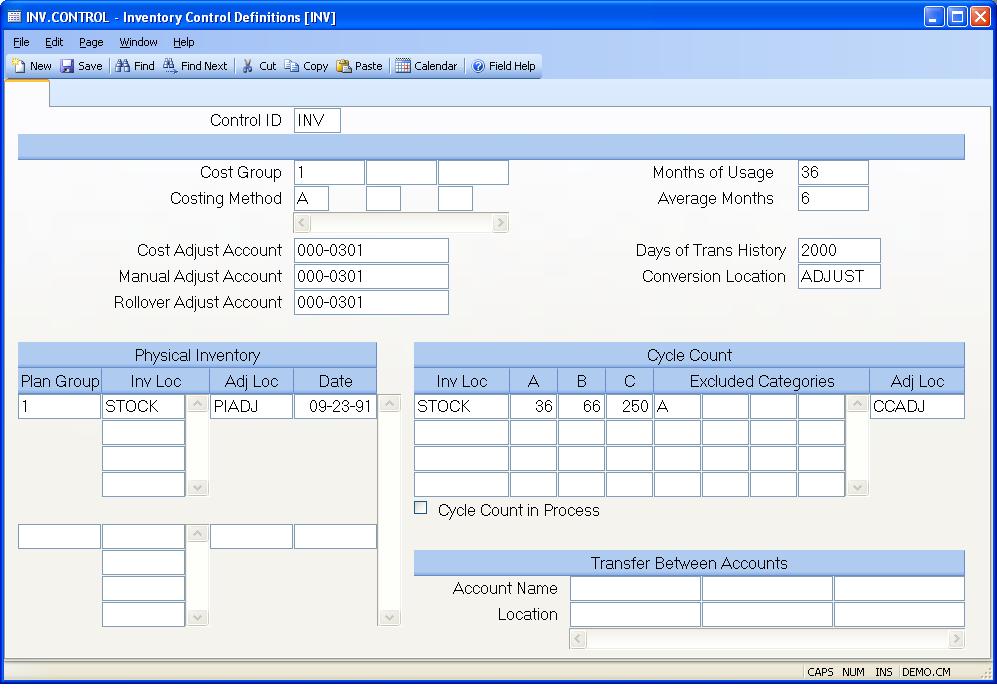 INV.CONTROL - Inventory Control Definitions [INV]
File Edit Page Window Help
New Save Find Find Next Cut Copy Paste Calendar Field Help
Control ID INV
Cost Group 1 Months of Usage 36
Costing Method A Average Months 6
Cost Adjust Account 000-0301 Days of Trans History 2000
Manual Adjust Account 000-0301 Conversion Location ADJUST
Rollover Adjust Account 000-0301
Physical Inventory Cycle Count
Plan Group Inv Loc Adj Loc Date Inv Loc A B C Excluded Categories Adj Loc
1 STOCK PIADJ 09-23-91 STOCK 36 66 250 A CCADJ
Cycle Count in Process
Transfer Between Accounts
Account Name
Location
CAPS NUM INS DEMO.CM